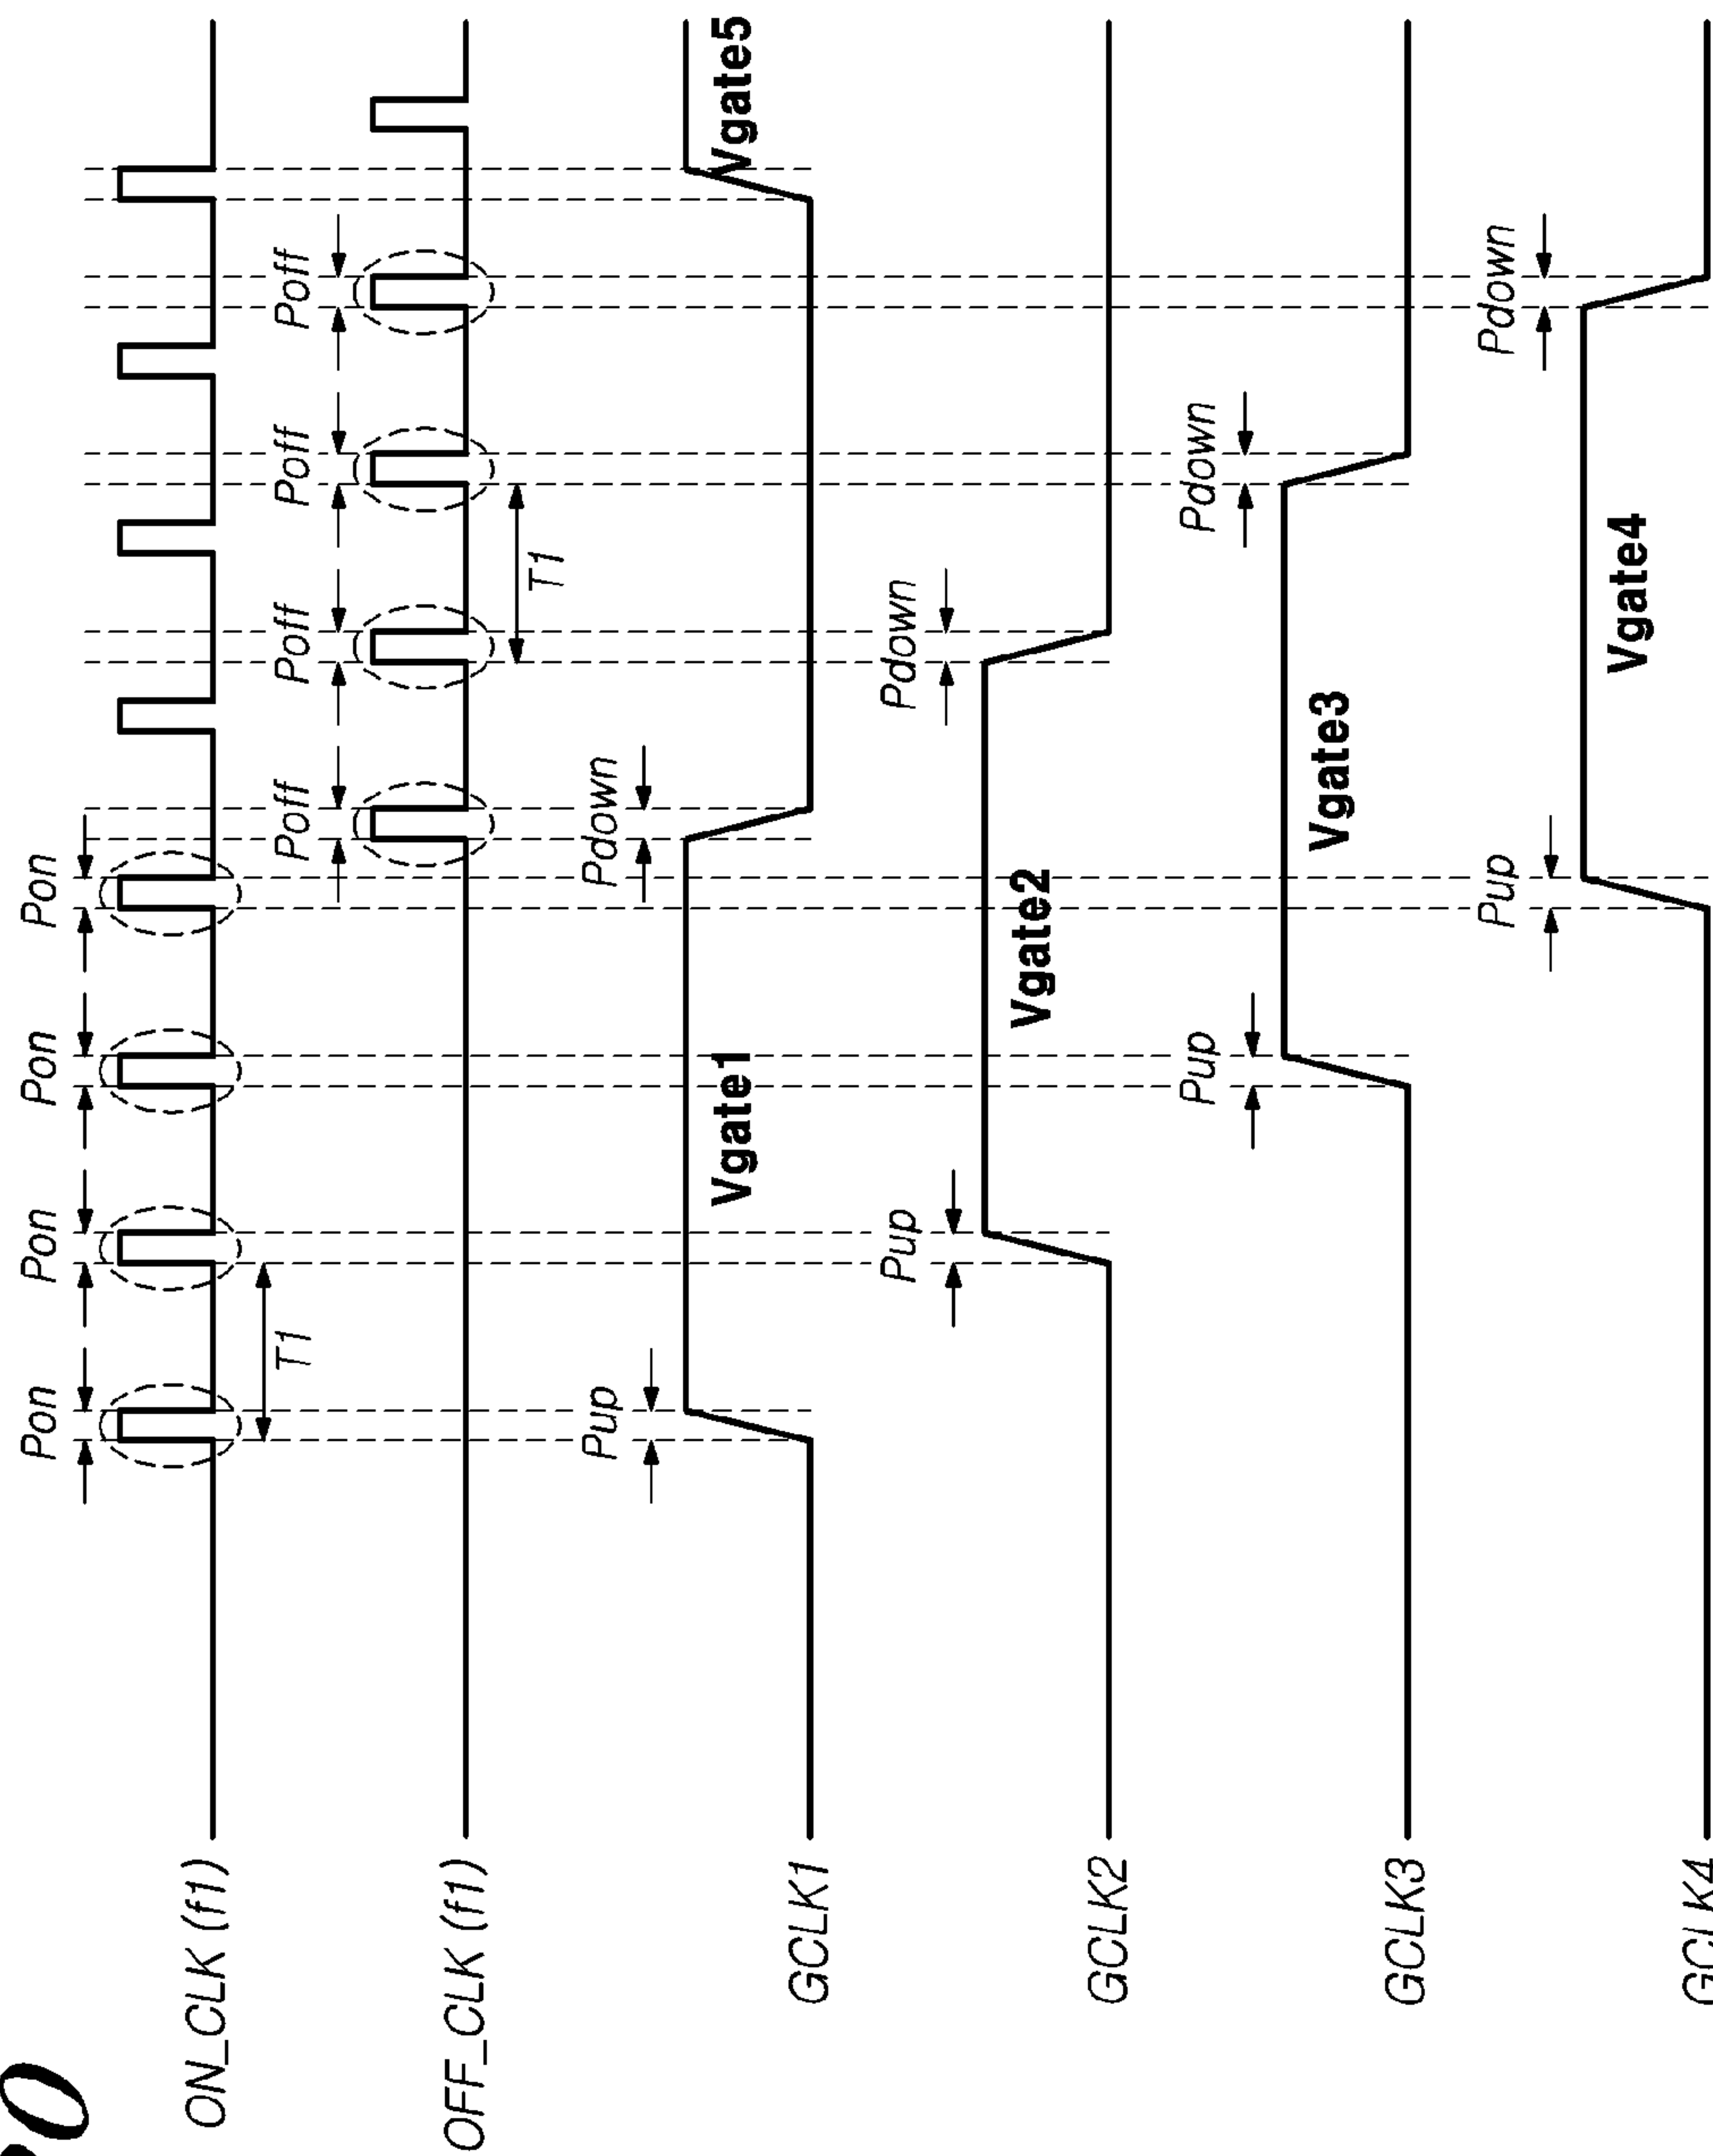 Pon Pon Pon Pon
ON_CLK (f1)
T1
Poff Poff Poff Poff
OFF_CLK (f1)
T1
Pup Pdown
GCLK1
Vgate1 Vgate5
Pup Pdown
GCLK2
Vgate2
Pup Pdown
GCLK3
Vgate3
Pup Pdown
GCLK4
Vgate4